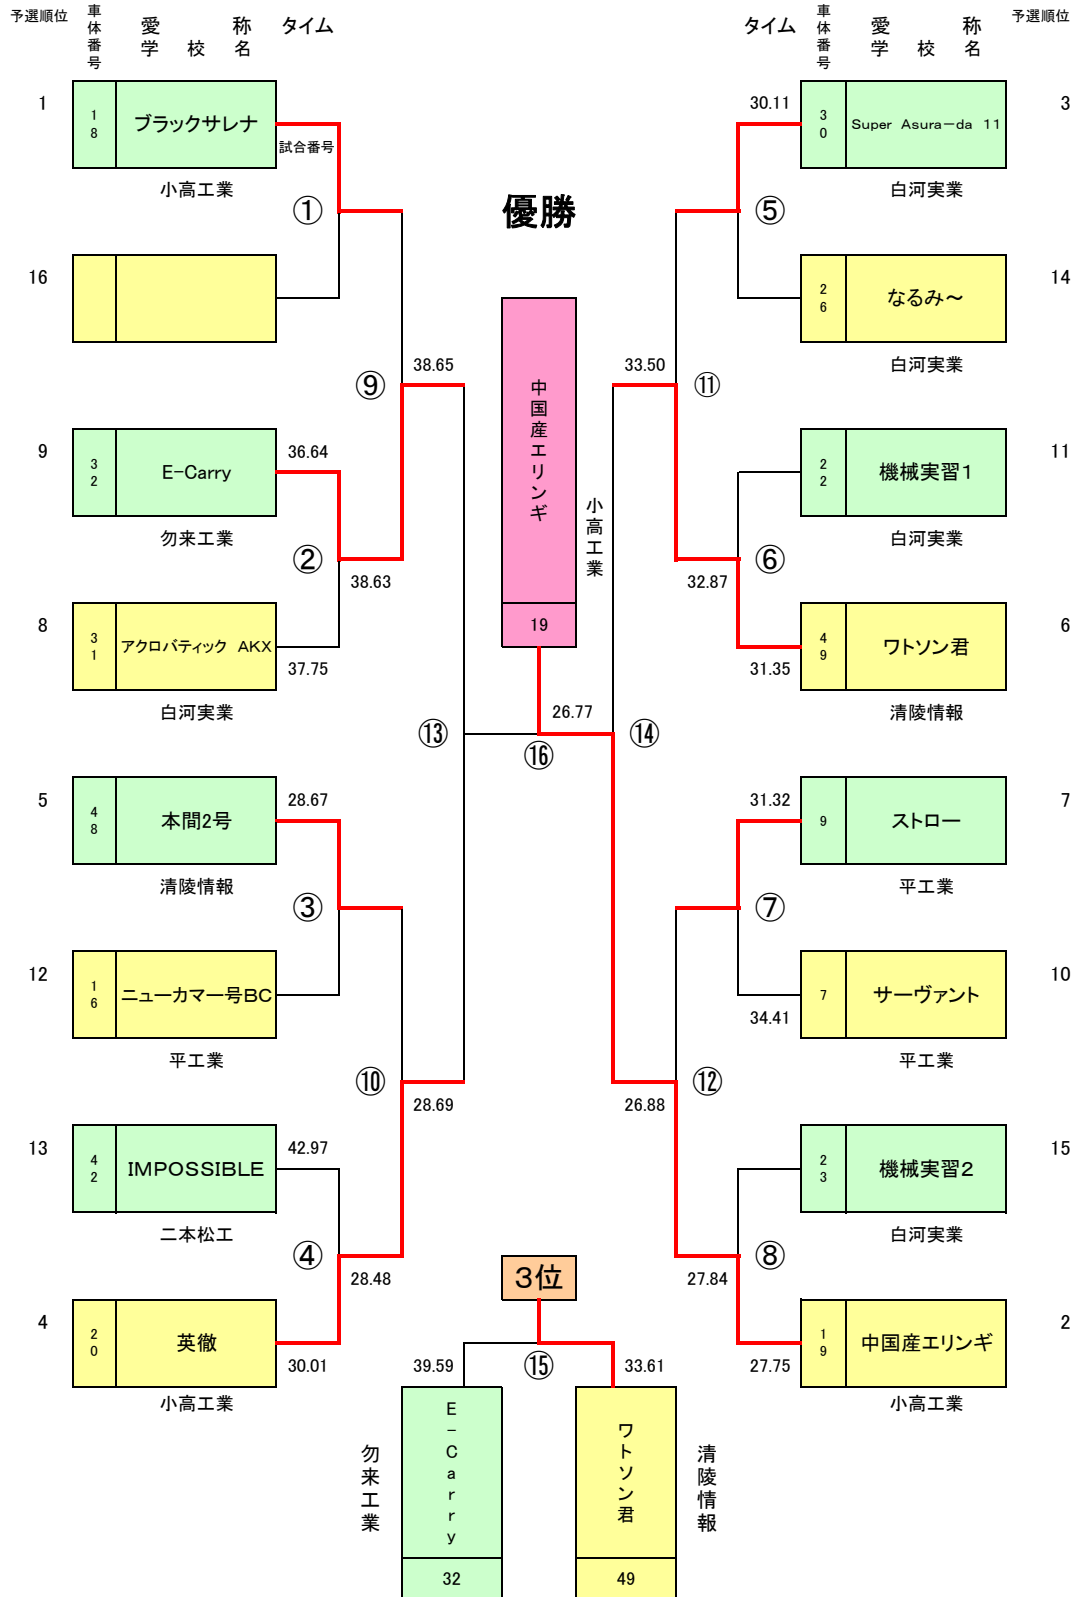 予選順位 車体番号 愛称 学校名 タイム
タイム 車体番号 愛称 学校名 予選順位
1 18 ブラックサレナ
試合番号
小高工業
①
16
9 32 E-Carry 36.64
勿来工業
②
38.63
8 31 アクロバティック AKX 37.75
白河実業
⑨
38.65
5 48 本間2号 28.67
清陵情報
③
12 16 ニューカマー号BC
平工業
⑩
28.69
13 42 IMPOSSIBLE 42.97
二本松工
④
28.48
4 20 英徹 30.01
小高工業
⑬
優勝
中国産エリンギ
19
小高工業
26.77
⑯
⑭
30.11 30 Super Asura-da 11 3
白河実業
⑤
26 なるみ～ 14
白河実業
33.50
⑪
22 機械実習1 11
白河実業
⑥
32.87
31.35 49 ワトソン君 6
清陵情報
31.32 9 ストロー 7
平工業
⑦
34.41 7 サーヴァント 10
平工業
⑫
26.88
23 機械実習2 15
白河実業
⑧
27.84
27.75 19 中国産エリンギ 2
小高工業
3位
39.59 ⑮ 33.61
勿来工業
E-Carry
32
ワトソン君
49
清陵情報